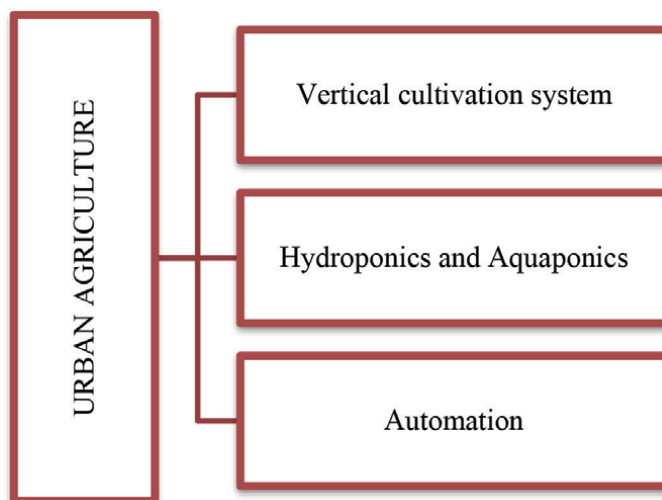 URBAN AGRICULTURE
Vertical cultivation system
Hydroponics and Aquaponics
Automation